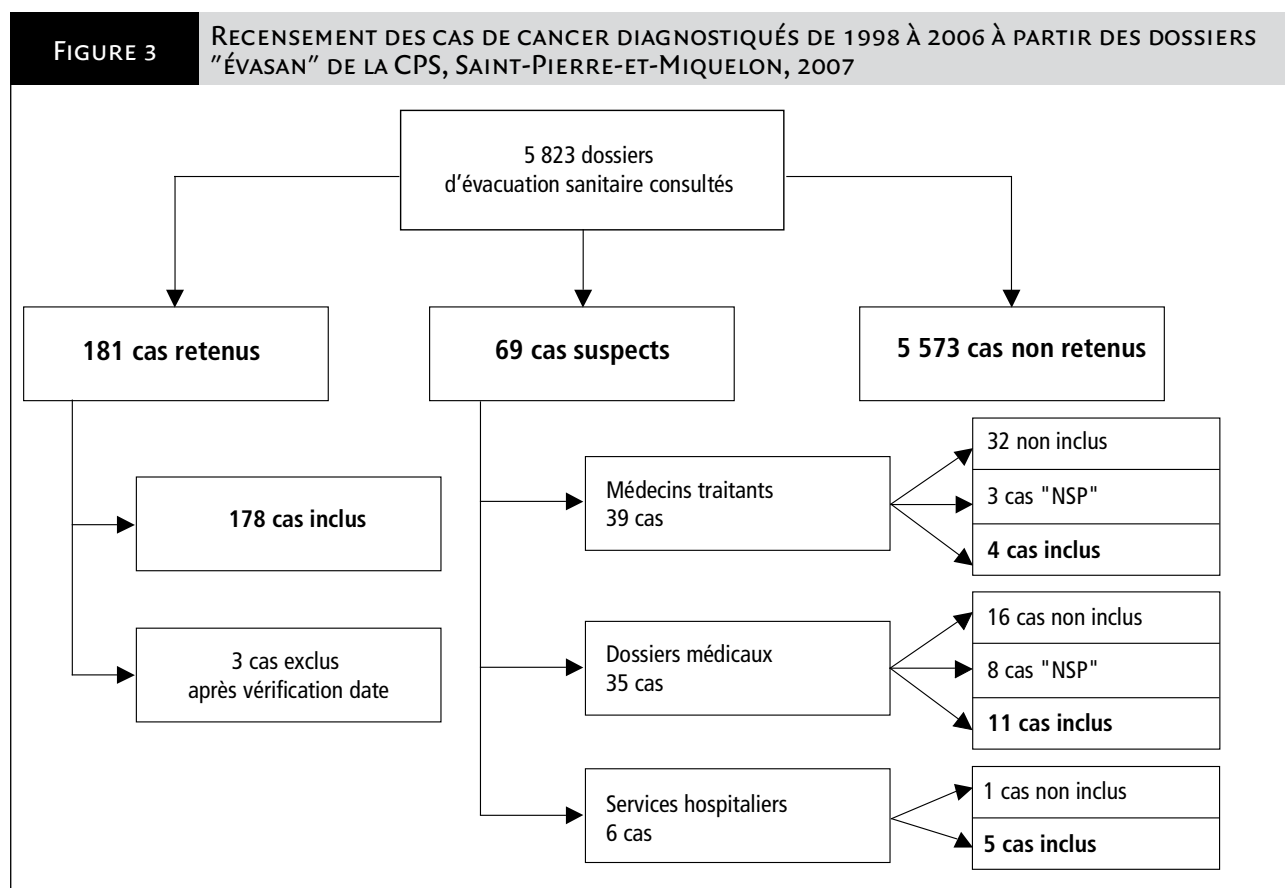 FIGURE 3
RECENSEMENT DES CAS DE CANCER DIAGNOSTIQUÉS DE 1998 À 2006 À PARTIR DES DOSSIERS
"ÉVASAN" DE LA CPS, SAINT-PIERRE-ET-MIQUELON, 2007
5 823 dossiers
d'évacuation sanitaire consultés
181 cas retenus
69 cas suspects
5 573 cas non retenus
178 cas inclus
3 cas exclus
après vérification date
Médecins traitants
39 cas
32 non inclus
3 cas "NSP"
4 cas inclus
Dossiers médicaux
35 cas
16 cas non inclus
8 cas "NSP"
11 cas inclus
Services hospitaliers
6 cas
1 cas non inclus
5 cas inclus